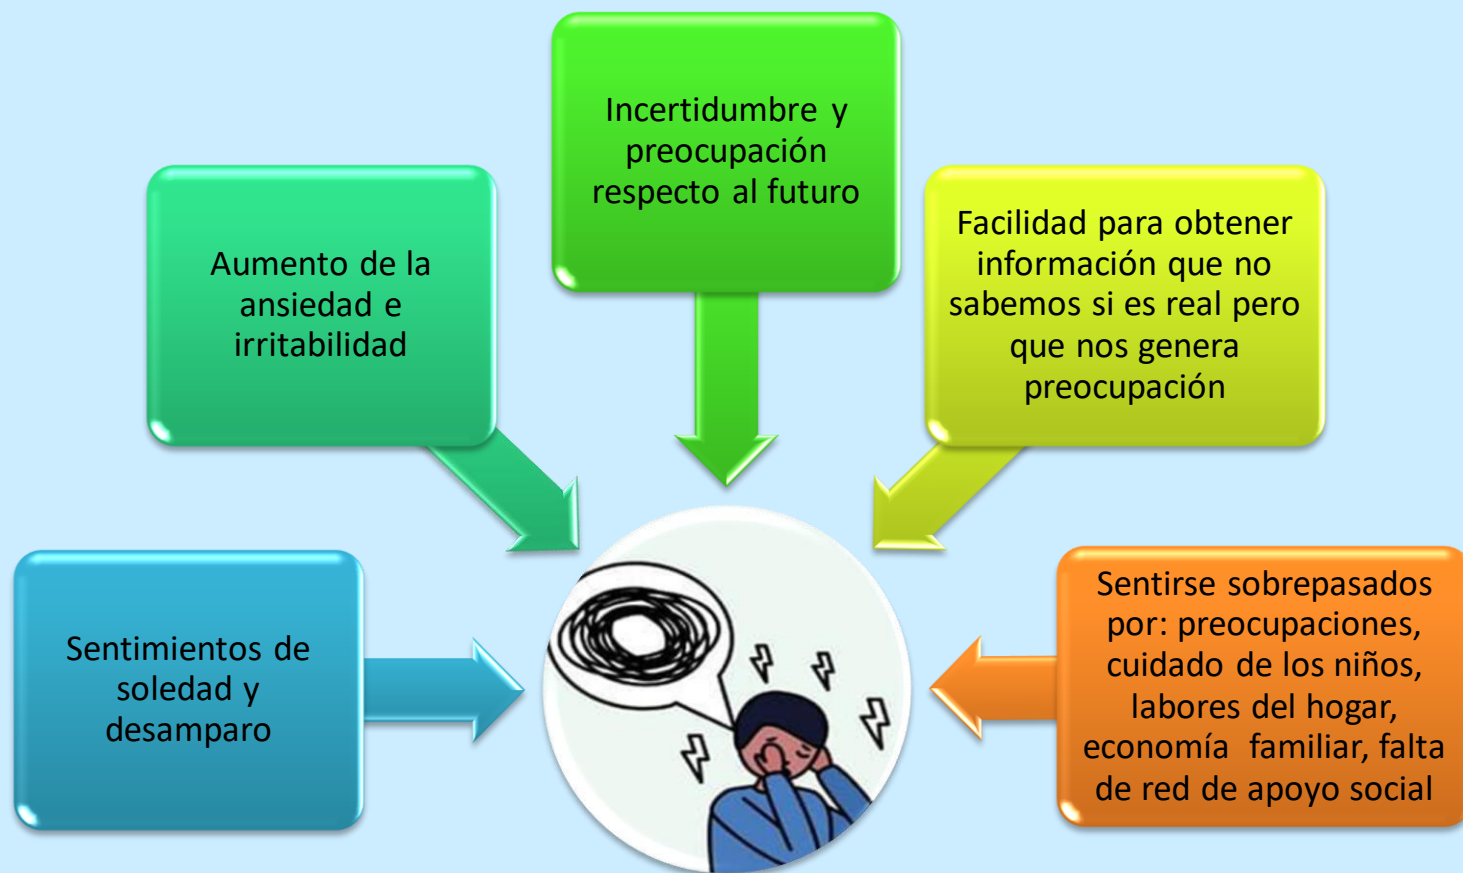 Incertidumbre y
preocupación
respecto al futuro
Aumento de la
ansiedad e
irritabilidad
Facilidad para obtener
información que no
sabemos si es real pero
que nos genera
preocupación
Sentimientos de
soledad y
desamparo
Sentirse sobrepasados
por: preocupaciones,
cuidado de los niños,
labores del hogar,
economía  familiar, falta
de red de apoyo social